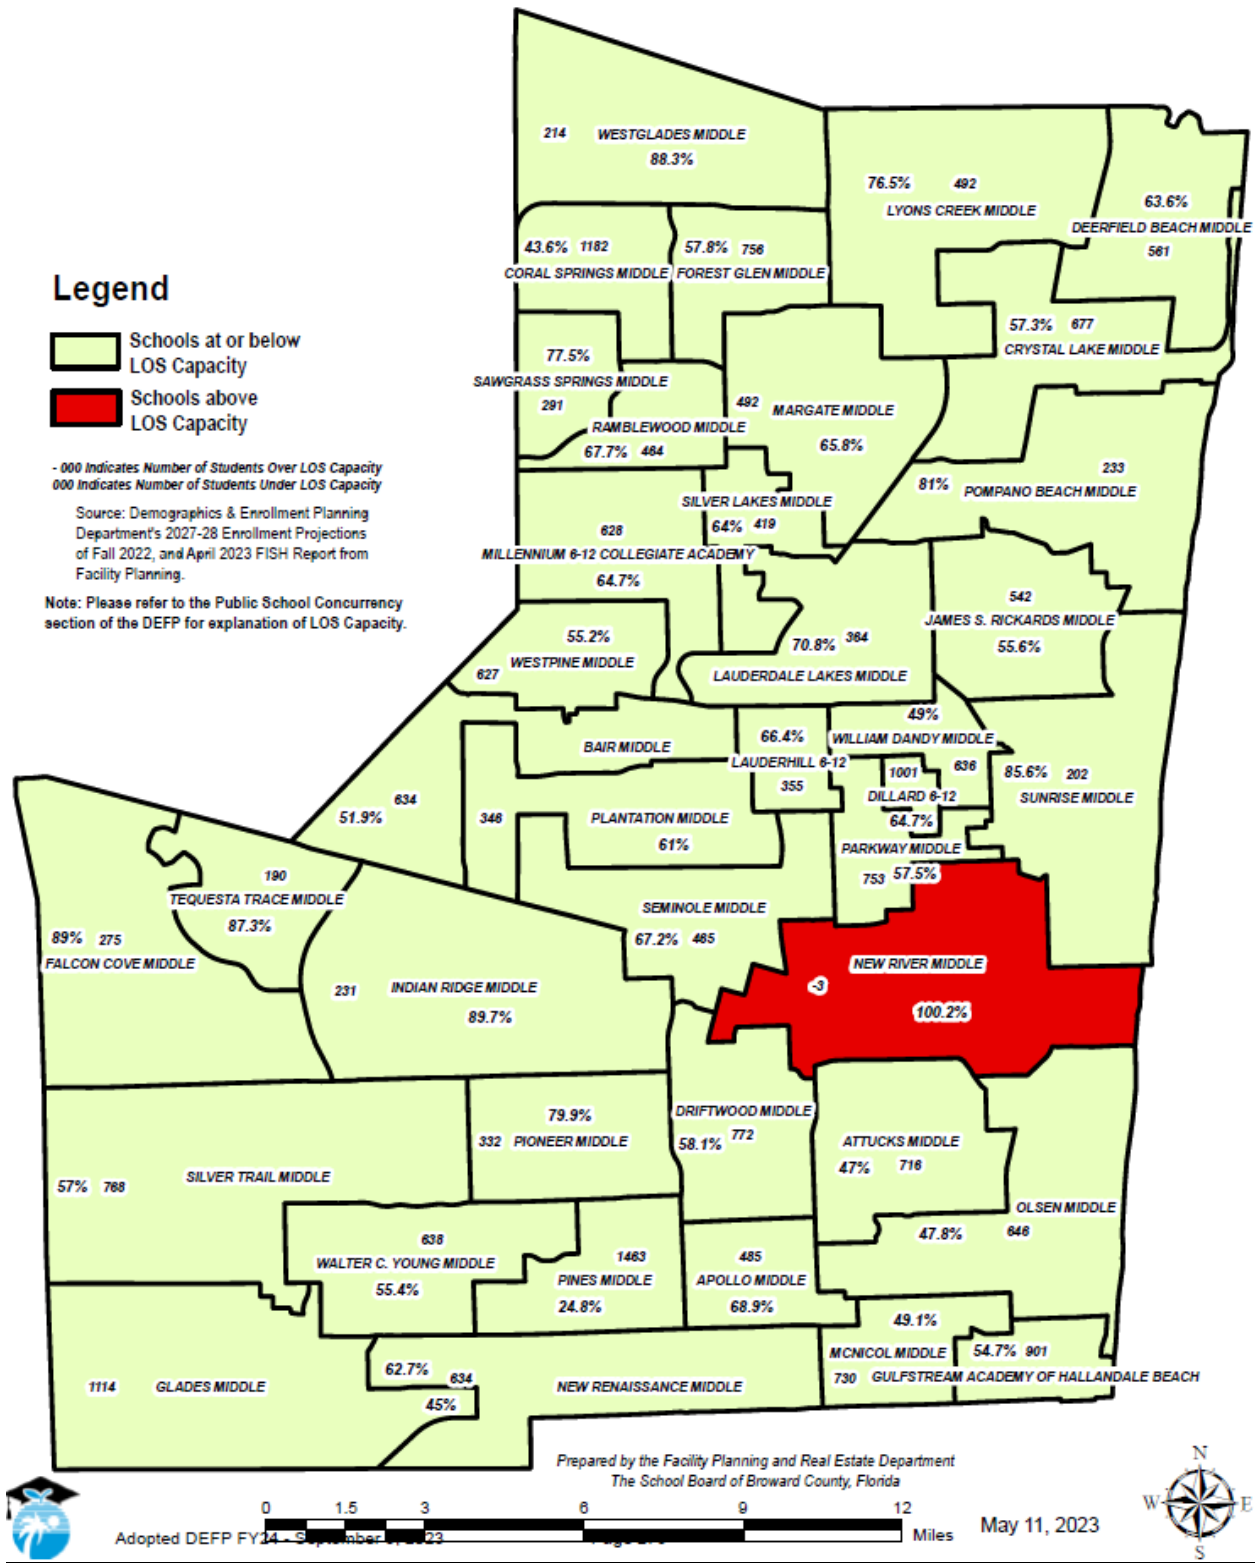 214 WESTGLADES MIDDLE
88.3%
76.5% 492
LYONS CREEK MIDDLE
63.6%
DEERFIELD BEACH MIDDLE
561
43.6% 1182
CORAL SPRINGS MIDDLE
57.8% 756
FOREST GLEN MIDDLE
57.3% 677
CRYSTAL LAKE MIDDLE
Legend
Schools at or below
LOS Capacity
Schools above
LOS Capacity
- 000 Indicates Number of Students Over LOS Capacity
000 Indicates Number of Students Under LOS Capacity
Source: Demographics & Enrollment Planning
Department's 2027-28 Enrollment Projections
of Fall 2022, and April 2023 FISH Report from
Facility Planning.
Note: Please refer to the Public School Concurrency
section of the DEFP for explanation of LOS Capacity.
77.5%
SAWGRASS SPRINGS MIDDLE
291
RAMBLEWOOD MIDDLE
67.7% 464
492 MARGATE MIDDLE
65.8%
233
81% POMPANO BEACH MIDDLE
SILVER LAKES MIDDLE
64% 419
628
MILLENNIUM 6-12 COLLEGIATE ACADEMY
64.7%
542
JAMES S. RICKARDS MIDDLE
55.6%
55.2%
WESTPINE MIDDLE
627
70.8% 364
LAUDERDALE LAKES MIDDLE
49%
WILLIAM DANDY MIDDLE
636
BAIR MIDDLE
634
51.9%
66.4%
LAUDERHILL 6-12
355
1001
DILLARD 6-12
64.7%
85.6% 202
SUNRISE MIDDLE
346 PLANTATION MIDDLE
61%
PARKWAY MIDDLE
753 57.5%
190
TEQUESTA TRACE MIDDLE
87.3%
SEMINOLE MIDDLE
67.2% 465
89% 275
FALCON COVE MIDDLE
231 INDIAN RIDGE MIDDLE
89.7%
NEW RIVER MIDDLE
-3
100.2%
79.9%
332 PIONEER MIDDLE
DRIFTWOOD MIDDLE
58.1% 772
ATTUCKS MIDDLE
47% 716
SILVER TRAIL MIDDLE
57% 768
OLSEN MIDDLE
47.8% 646
638
WALTER C. YOUNG MIDDLE
55.4%
1463
PINES MIDDLE
24.8%
485
APOLLO MIDDLE
68.9%
49.1%
MCNICOL MIDDLE
730
54.7% 901
GULFSTREAM ACADEMY OF HALLANDALE BEACH
1114 GLADES MIDDLE
62.7% 634
45%
NEW RENAISSANCE MIDDLE
Prepared by the Facility Planning and Real Estate Department
The School Board of Broward County, Florida
N
W E
S
0 1.5 3 6 9 12
Miles
May 11, 2023
Adopted DEFP FY24 - September 2023